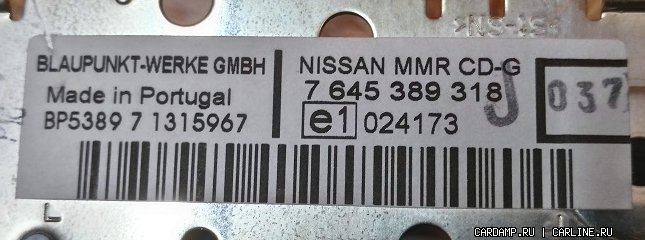 BLAUPUNKT-WERKE GMBH
Made in Portugal
BP5389 7 1315967
NISSAN MMR CD-G
7 645 389 318
e1 024173
J
037
L
CARDAMP.RU | CARLINE.RU